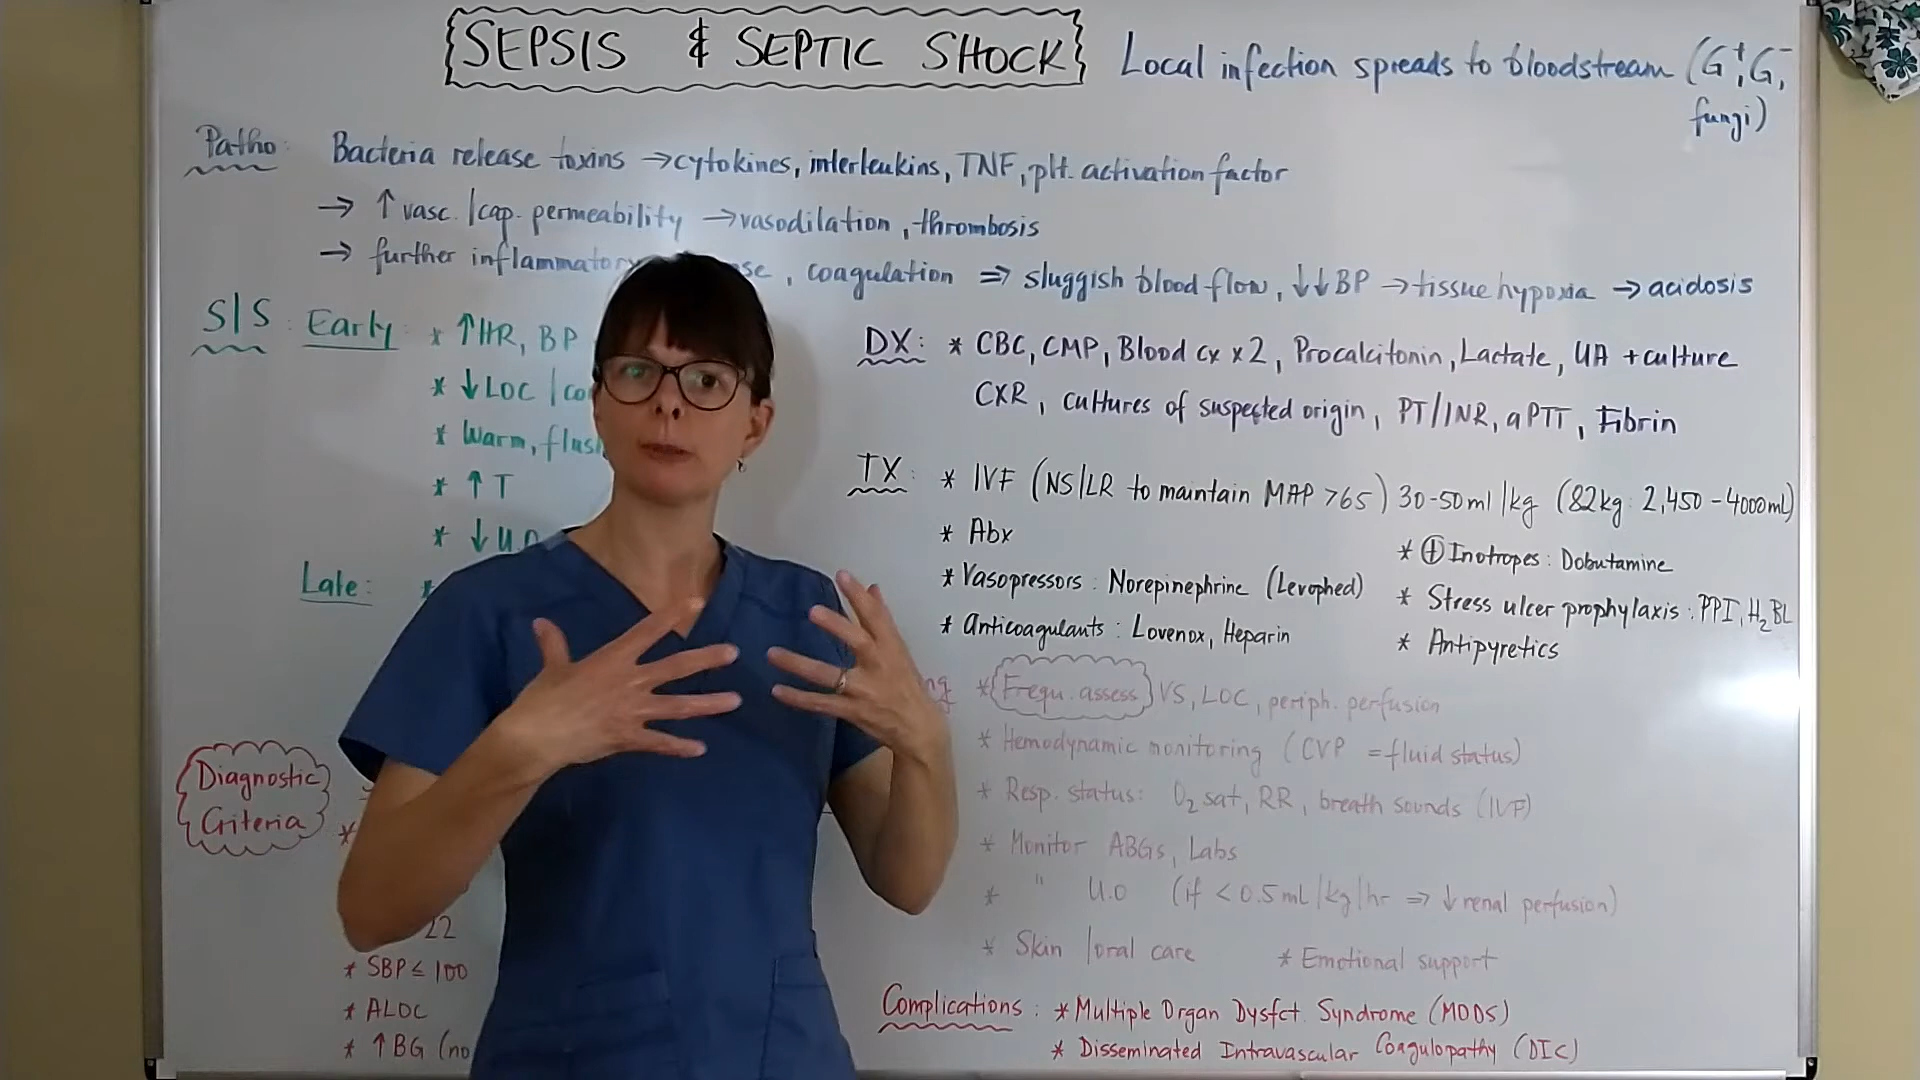 SEPSIS & SEPTIC SHOCK
Local infection spreads to bloodstream (G+, G-,
fungi)
Patho: Bacteria release toxins → cytokines, interleukins, TNF, plt. activation factor
→ ↑ vasc. / cap. permeability → vasodilation, thrombosis
→ further inflammatory , coagulation ⇒ sluggish blood flow, ↓↓ BP → tissue hypoxia → acidosis
S/S: Early: * ↑ HR, BP
* ↓ LOC /
* Warm,
* ↑ T
* ↓ U.O
Late: *
Diagnostic
Criteria
*
22
* SBP ≤ 100
* ALOC
* ↑ BG (no
DX: * CBC, CMP, Blood cx x 2, Procalcitonin, Lactate, UA + culture
CXR, cultures of suspected origin, PT/INR, aPTT, Fibrin
TX: * IVF (NS/LR to maintain MAP >65) 30-50ml/kg (82kg: 2,450 - 4000mL)
* Abx
* Vasopressors: Norepinephrine (Levophed)
* Anticoagulants: Lovenox, Heparin
* ⊕ Inotropes: Dobutamine
* Stress ulcer prophylaxis: PPI, H2BL
* Antipyretics
* Frequ. assess VS, LOC, periph. perfusion
* Hemodynamic monitoring (CVP = fluid status)
* Resp. status: O2 sat, RR, breath sounds (IVF)
* Monitor ABGs, Labs
* " U.O (if < 0.5 mL/kg/hr ⇒ ↓ renal perfusion)
* Skin / oral care * Emotional support
Complications: * Multiple Organ Dysfct. Syndrome (MODS)
* Disseminated Intravascular Coagulopathy (DIC)